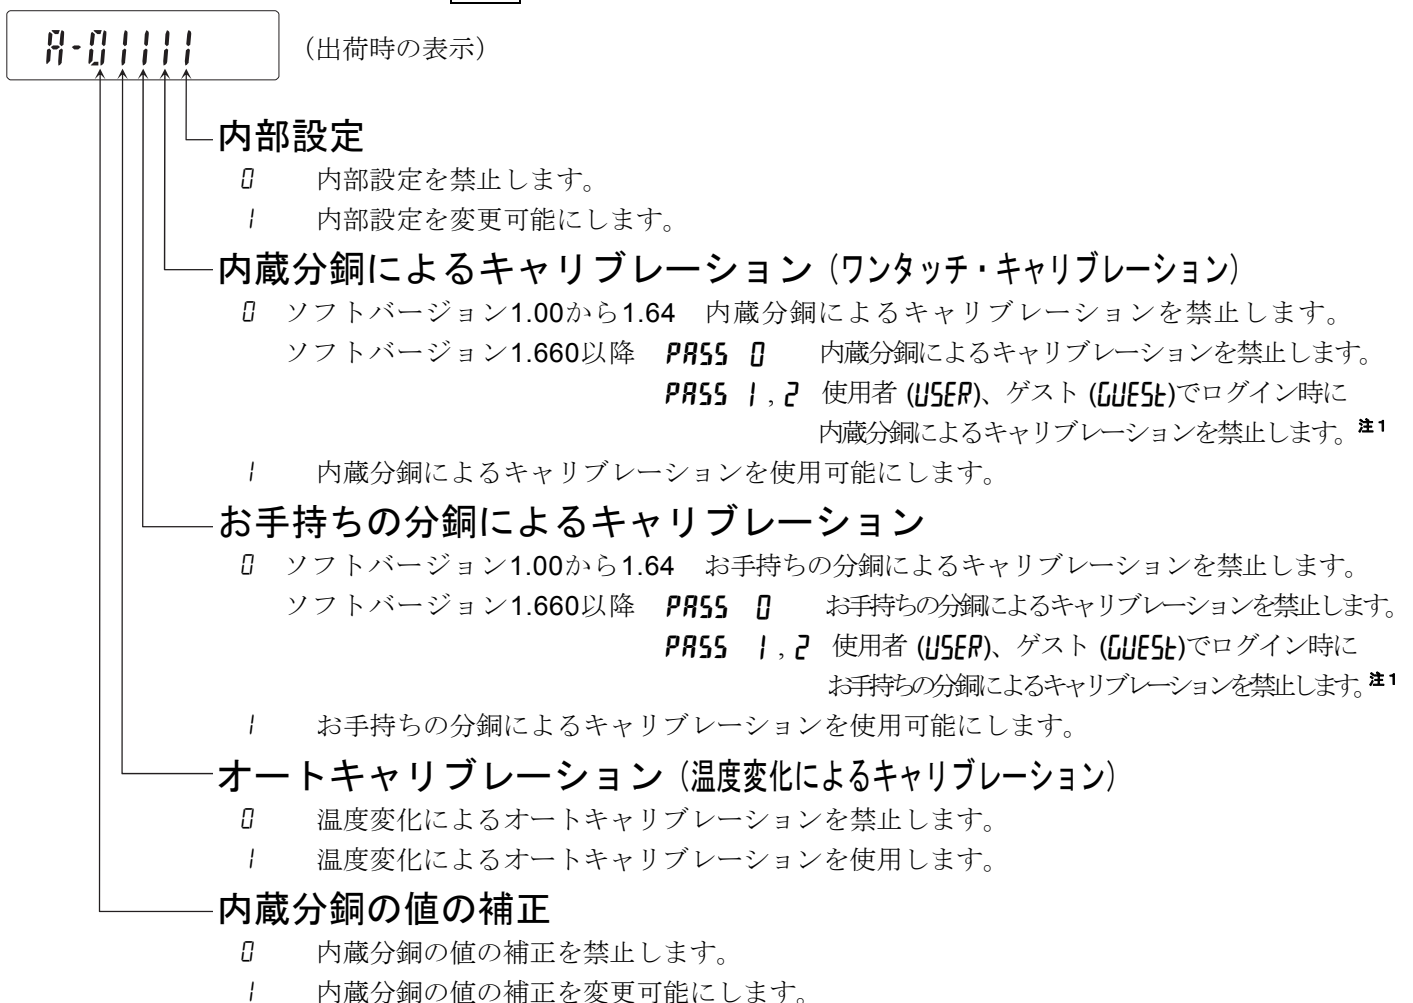 A-01111 （出荷時の表示）
内部設定
0 内部設定を禁止します。
1 内部設定を変更可能にします。
内蔵分銅によるキャリブレーション（ワンタッチ・キャリブレーション）
0 ソフトバージョン1.00から1.64 内蔵分銅によるキャリブレーションを禁止します。
ソフトバージョン1.660以降 PASS 0 内蔵分銅によるキャリブレーションを禁止します。
PASS 1 , 2 使用者 (USER)、ゲスト (GUESt)でログイン時に
内蔵分銅によるキャリブレーションを禁止します。注1
1 内蔵分銅によるキャリブレーションを使用可能にします。
お手持ちの分銅によるキャリブレーション
0 ソフトバージョン1.00から1.64 お手持ちの分銅によるキャリブレーションを禁止します。
ソフトバージョン1.660以降 PASS 0 お手持ちの分銅によるキャリブレーションを禁止します。
PASS 1 , 2 使用者 (USER)、ゲスト (GUESt)でログイン時に
お手持ちの分銅によるキャリブレーションを禁止します。注1
1 お手持ちの分銅によるキャリブレーションを使用可能にします。
オートキャリブレーション（温度変化によるキャリブレーション）
0 温度変化によるオートキャリブレーションを禁止します。
1 温度変化によるオートキャリブレーションを使用します。
内蔵分銅の値の補正
0 内蔵分銅の値の補正を禁止します。
1 内蔵分銅の値の補正を変更可能にします。